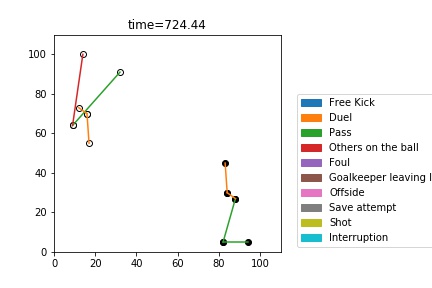 time=724.44
100
80
60
40
20
0
0 20 40 60 80 100
Free Kick
Duel
Pass
Others on the ball
Foul
Goalkeeper leaving l
Offside
Save attempt
Shot
Interruption